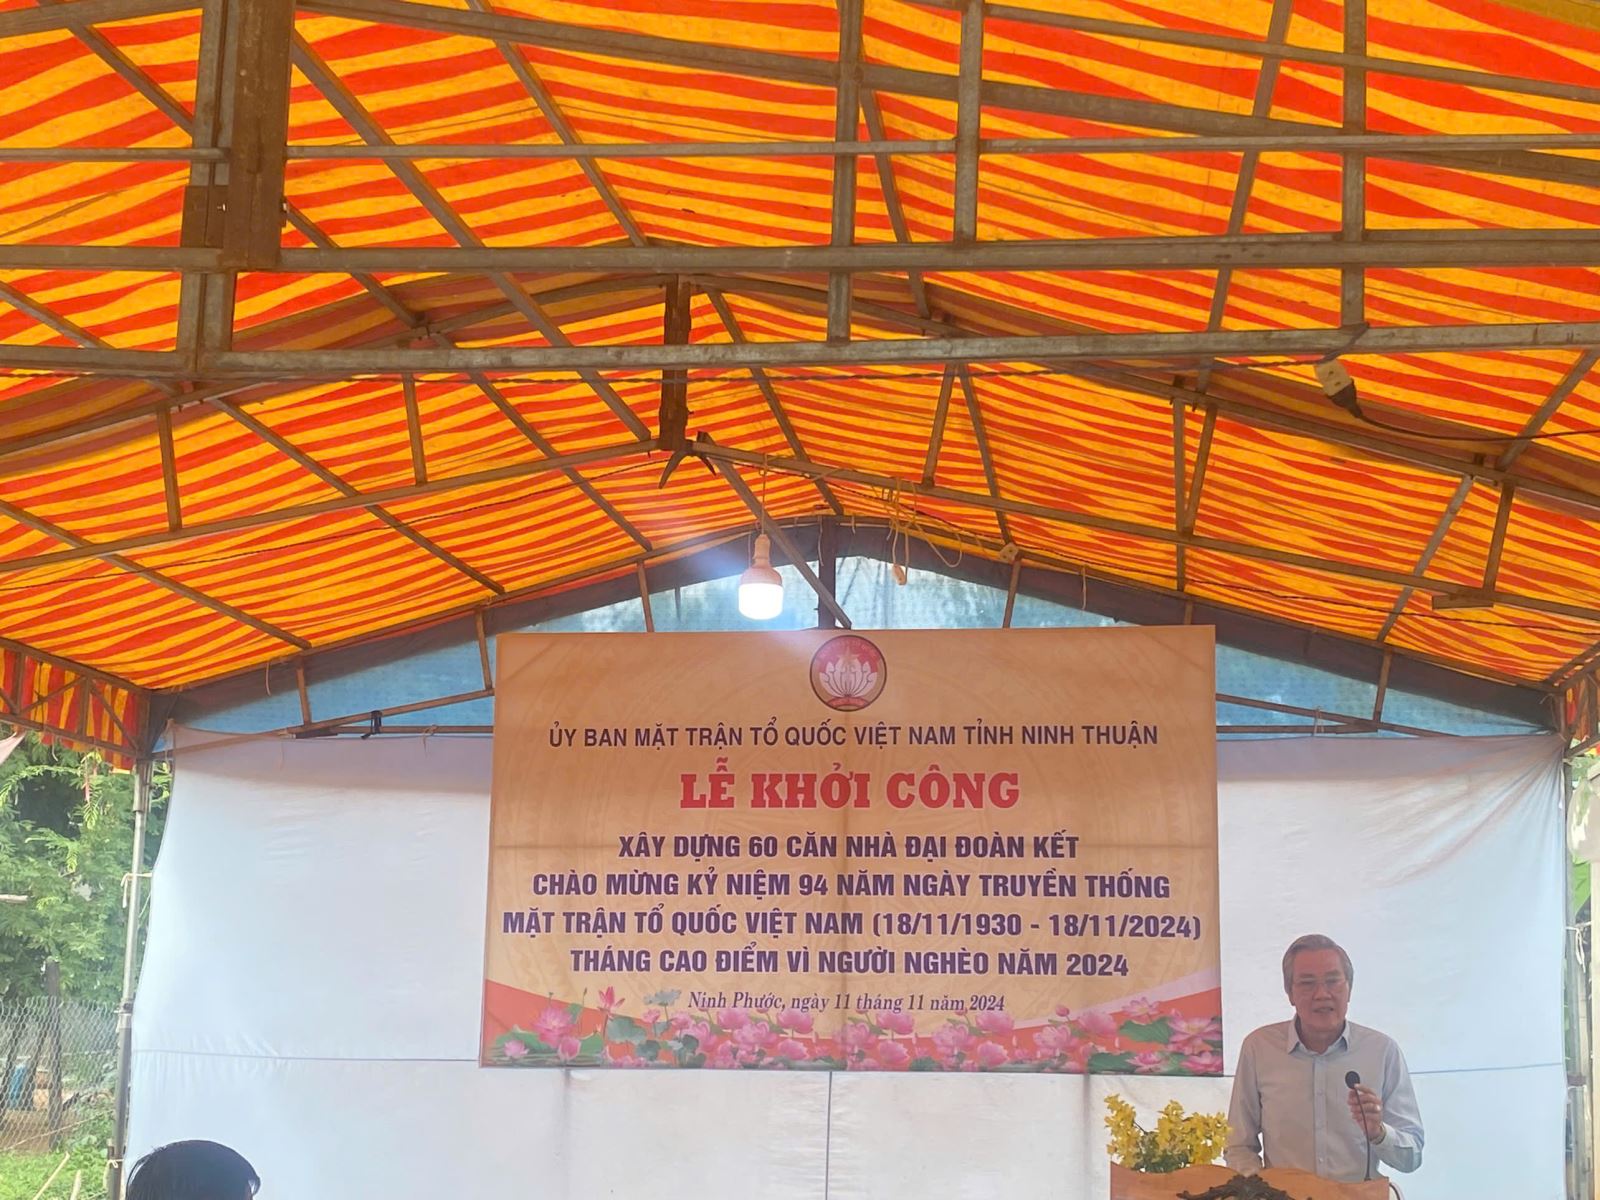 ỦY BAN MẶT TRẬN TỔ QUỐC VIỆT NAM TỈNH NINH THUẬN
LỄ KHỞI CÔNG
XÂY DỰNG 60 CĂN NHÀ ĐẠI ĐOÀN KẾT
CHÀO MỪNG KỶ NIỆM 94 NĂM NGÀY TRUYỀN THỐNG
MẶT TRẬN TỔ QUỐC VIỆT NAM (18/11/1930 - 18/11/2024)
THÁNG CAO ĐIỂM VÌ NGƯỜI NGHÈO NĂM 2024
Ninh Phước, ngày 11 tháng 11 năm 2024